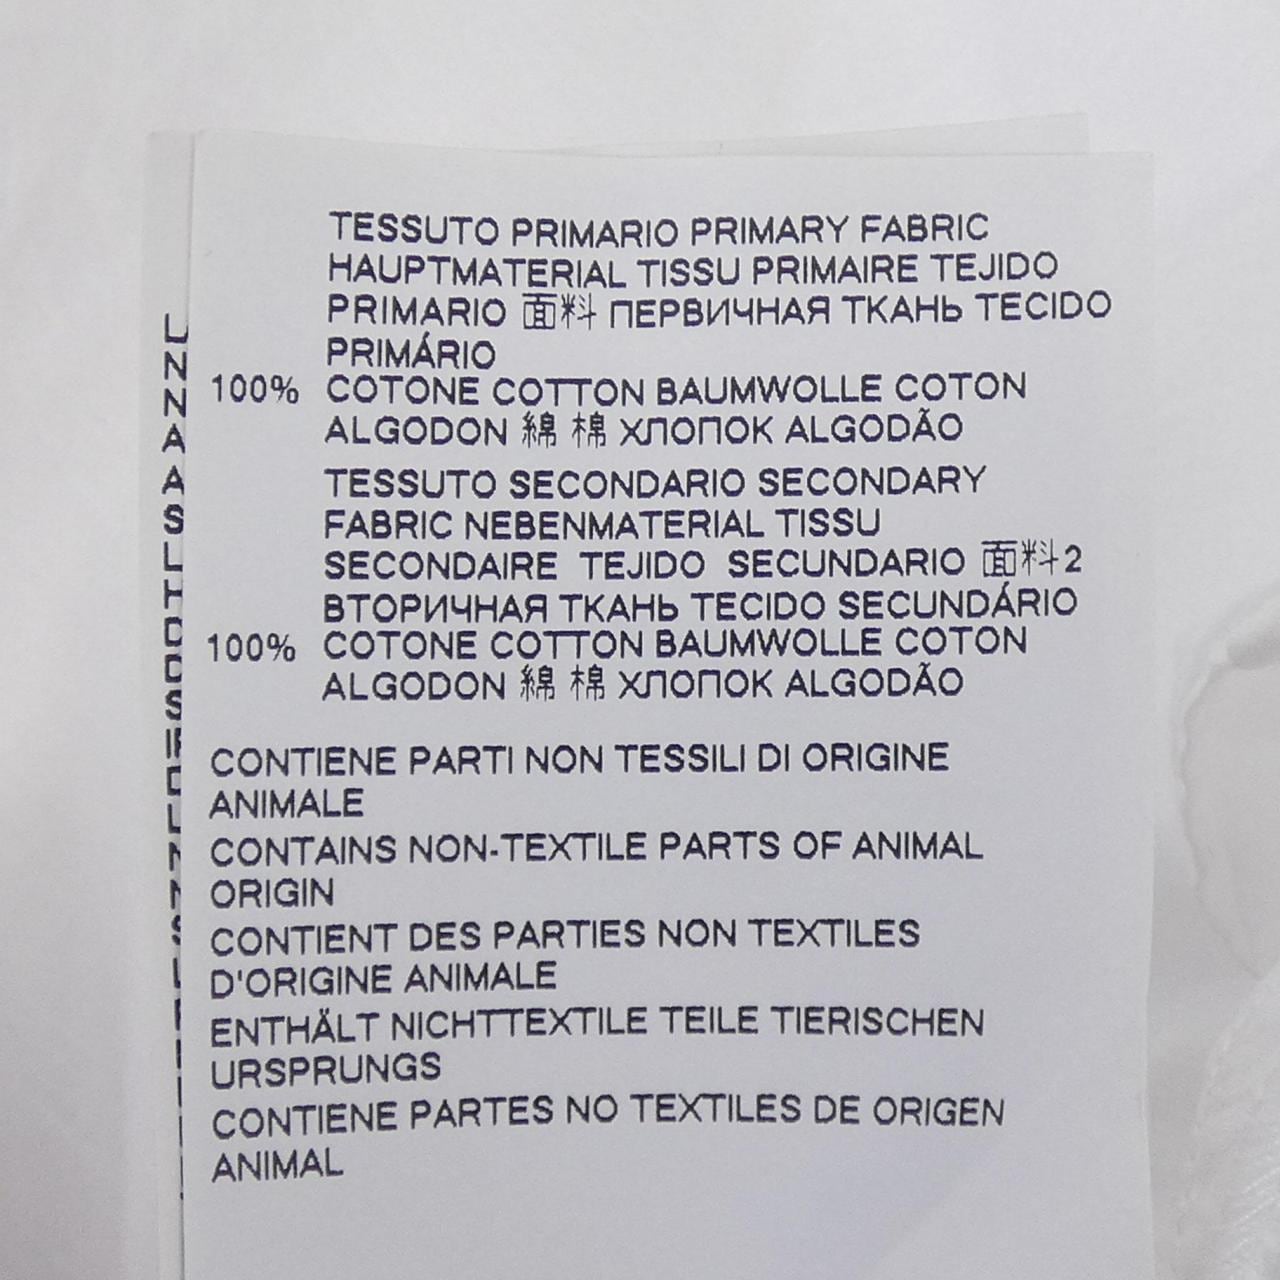 TESSUTO PRIMARIO PRIMARY FABRIC
HAUPTMATERIAL TISSU PRIMAIRE TEJIDO
PRIMARIO 面料 ПЕРВИЧНАЯ ТКАНЬ TECIDO
PRIMÁRIO
100% COTONE COTTON BAUMWOLLE COTON
ALGODON 綿 棉 ХЛОПОК ALGODÃO
TESSUTO SECONDARIO SECONDARY
FABRIC NEBENMATERIAL TISSU
SECONDAIRE TEJIDO SECUNDARIO 面料2
ВТОРИЧНАЯ ТКАНЬ TECIDO SECUNDÁRIO
100% COTONE COTTON BAUMWOLLE COTON
ALGODON 綿 棉 ХЛОПОК ALGODÃO
CONTIENE PARTI NON TESSILI DI ORIGINE
ANIMALE
CONTAINS NON-TEXTILE PARTS OF ANIMAL
ORIGIN
CONTIENT DES PARTIES NON TEXTILES
D'ORIGINE ANIMALE
ENTHÄLT NICHTTEXTILE TEILE TIERISCHEN
URSPRUNGS
CONTIENE PARTES NO TEXTILES DE ORIGEN
ANIMAL